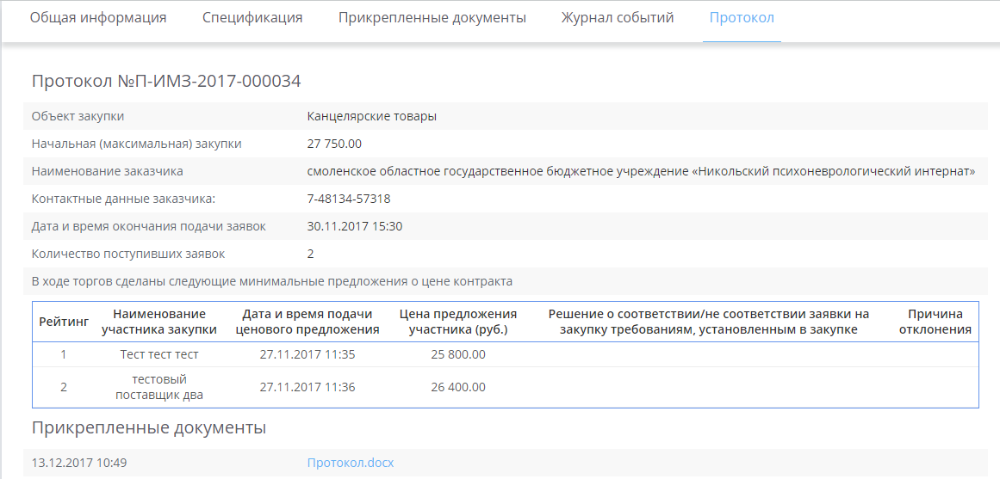 Общая информация Спецификация Прикрепленные документы Журнал событий Протокол
Протокол №П-ИМЗ-2017-000034
Объект закупки Канцелярские товары
Начальная (максимальная) закупки 27 750.00
Наименование заказчика смоленское областное государственное бюджетное учреждение «Никольский психоневрологический интернат»
Контактные данные заказчика: 7-48134-57318
Дата и время окончания подачи заявок 30.11.2017 15:30
Количество поступивших заявок 2
В ходе торгов сделаны следующие минимальные предложения о цене контракта
Рейтинг Наименование участника закупки Дата и время подачи ценового предложения Цена предложения участника (руб.) Решение о соответствии/не соответствии заявки на закупку требованиям, установленным в закупке Причина отклонения
1 Тест тест тест 27.11.2017 11:35 25 800.00
2 тестовый поставщик два 27.11.2017 11:36 26 400.00
Прикрепленные документы
13.12.2017 10:49 Протокол.docx